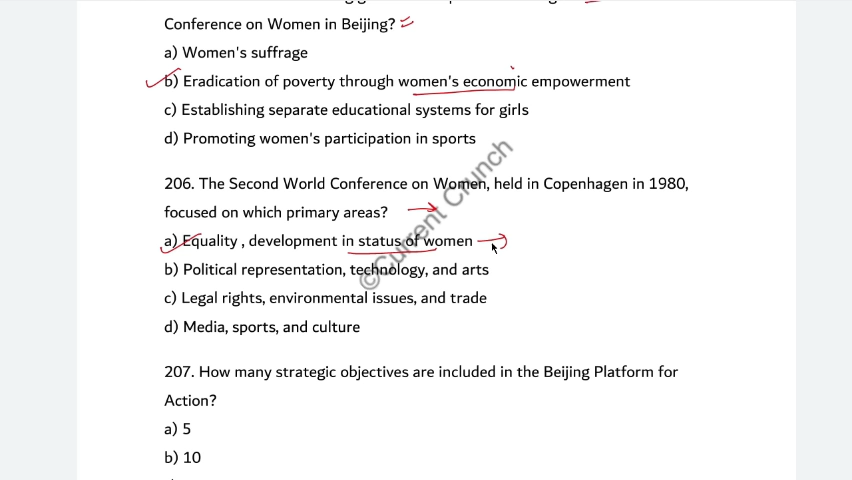 Conference on Women in Beijing?
a) Women's suffrage
b) Eradication of poverty through women's economic empowerment
c) Establishing separate educational systems for girls
d) Promoting women's participation in sports
206. The Second World Conference on Women, held in Copenhagen in 1980,
focused on which primary areas?
a) Equality , development in status of women
b) Political representation, technology, and arts
c) Legal rights, environmental issues, and trade
d) Media, sports, and culture
©Current Crunch
207. How many strategic objectives are included in the Beijing Platform for
Action?
a) 5
b) 10